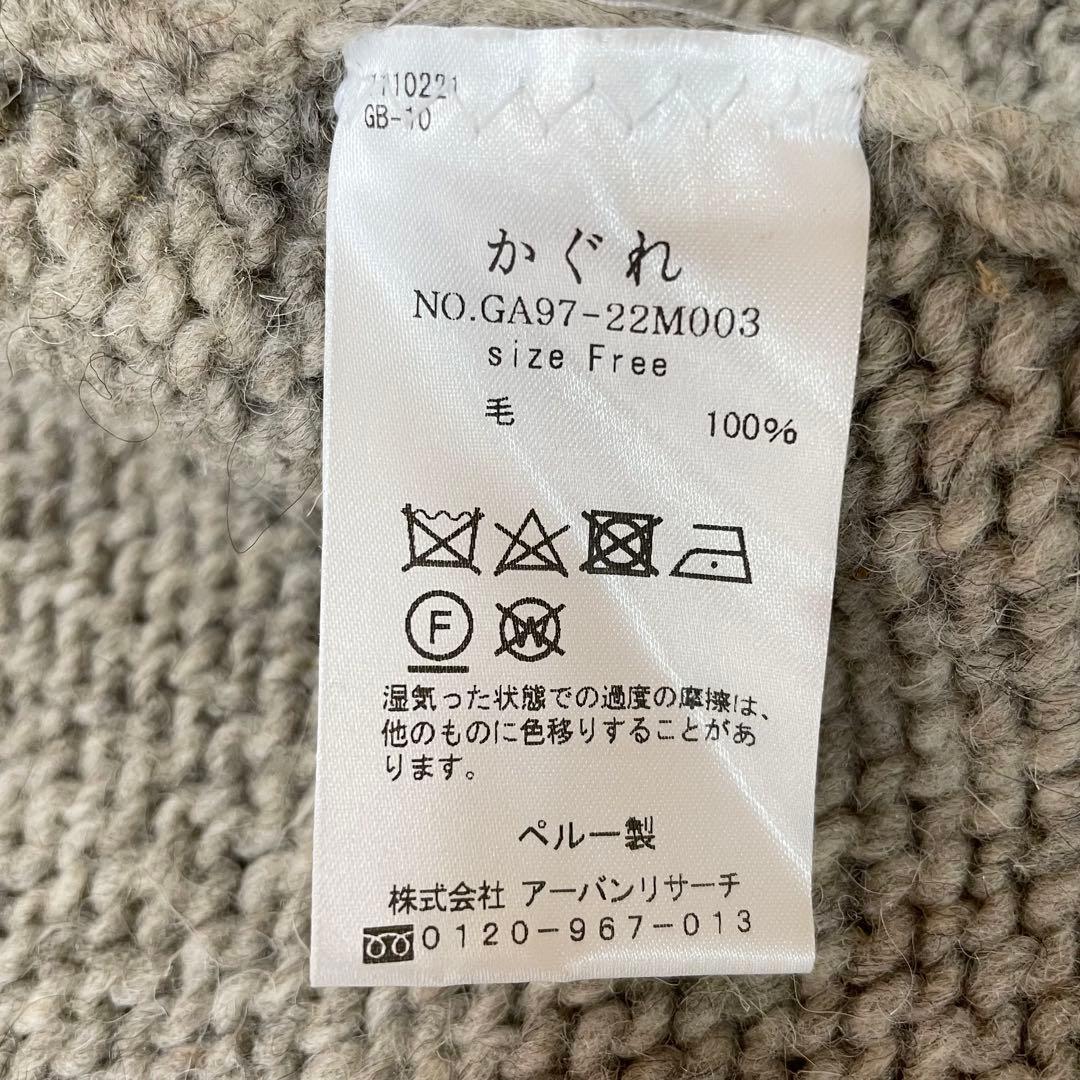 1110221
GB-10
かぐれ
NO.GA97-22M003
size Free
毛 100%
F W
湿気った状態での過度の摩擦は、
他のものに色移りすることがあ
ります。
ペルー製
株式会社 アーバンリサーチ
0120-967-013